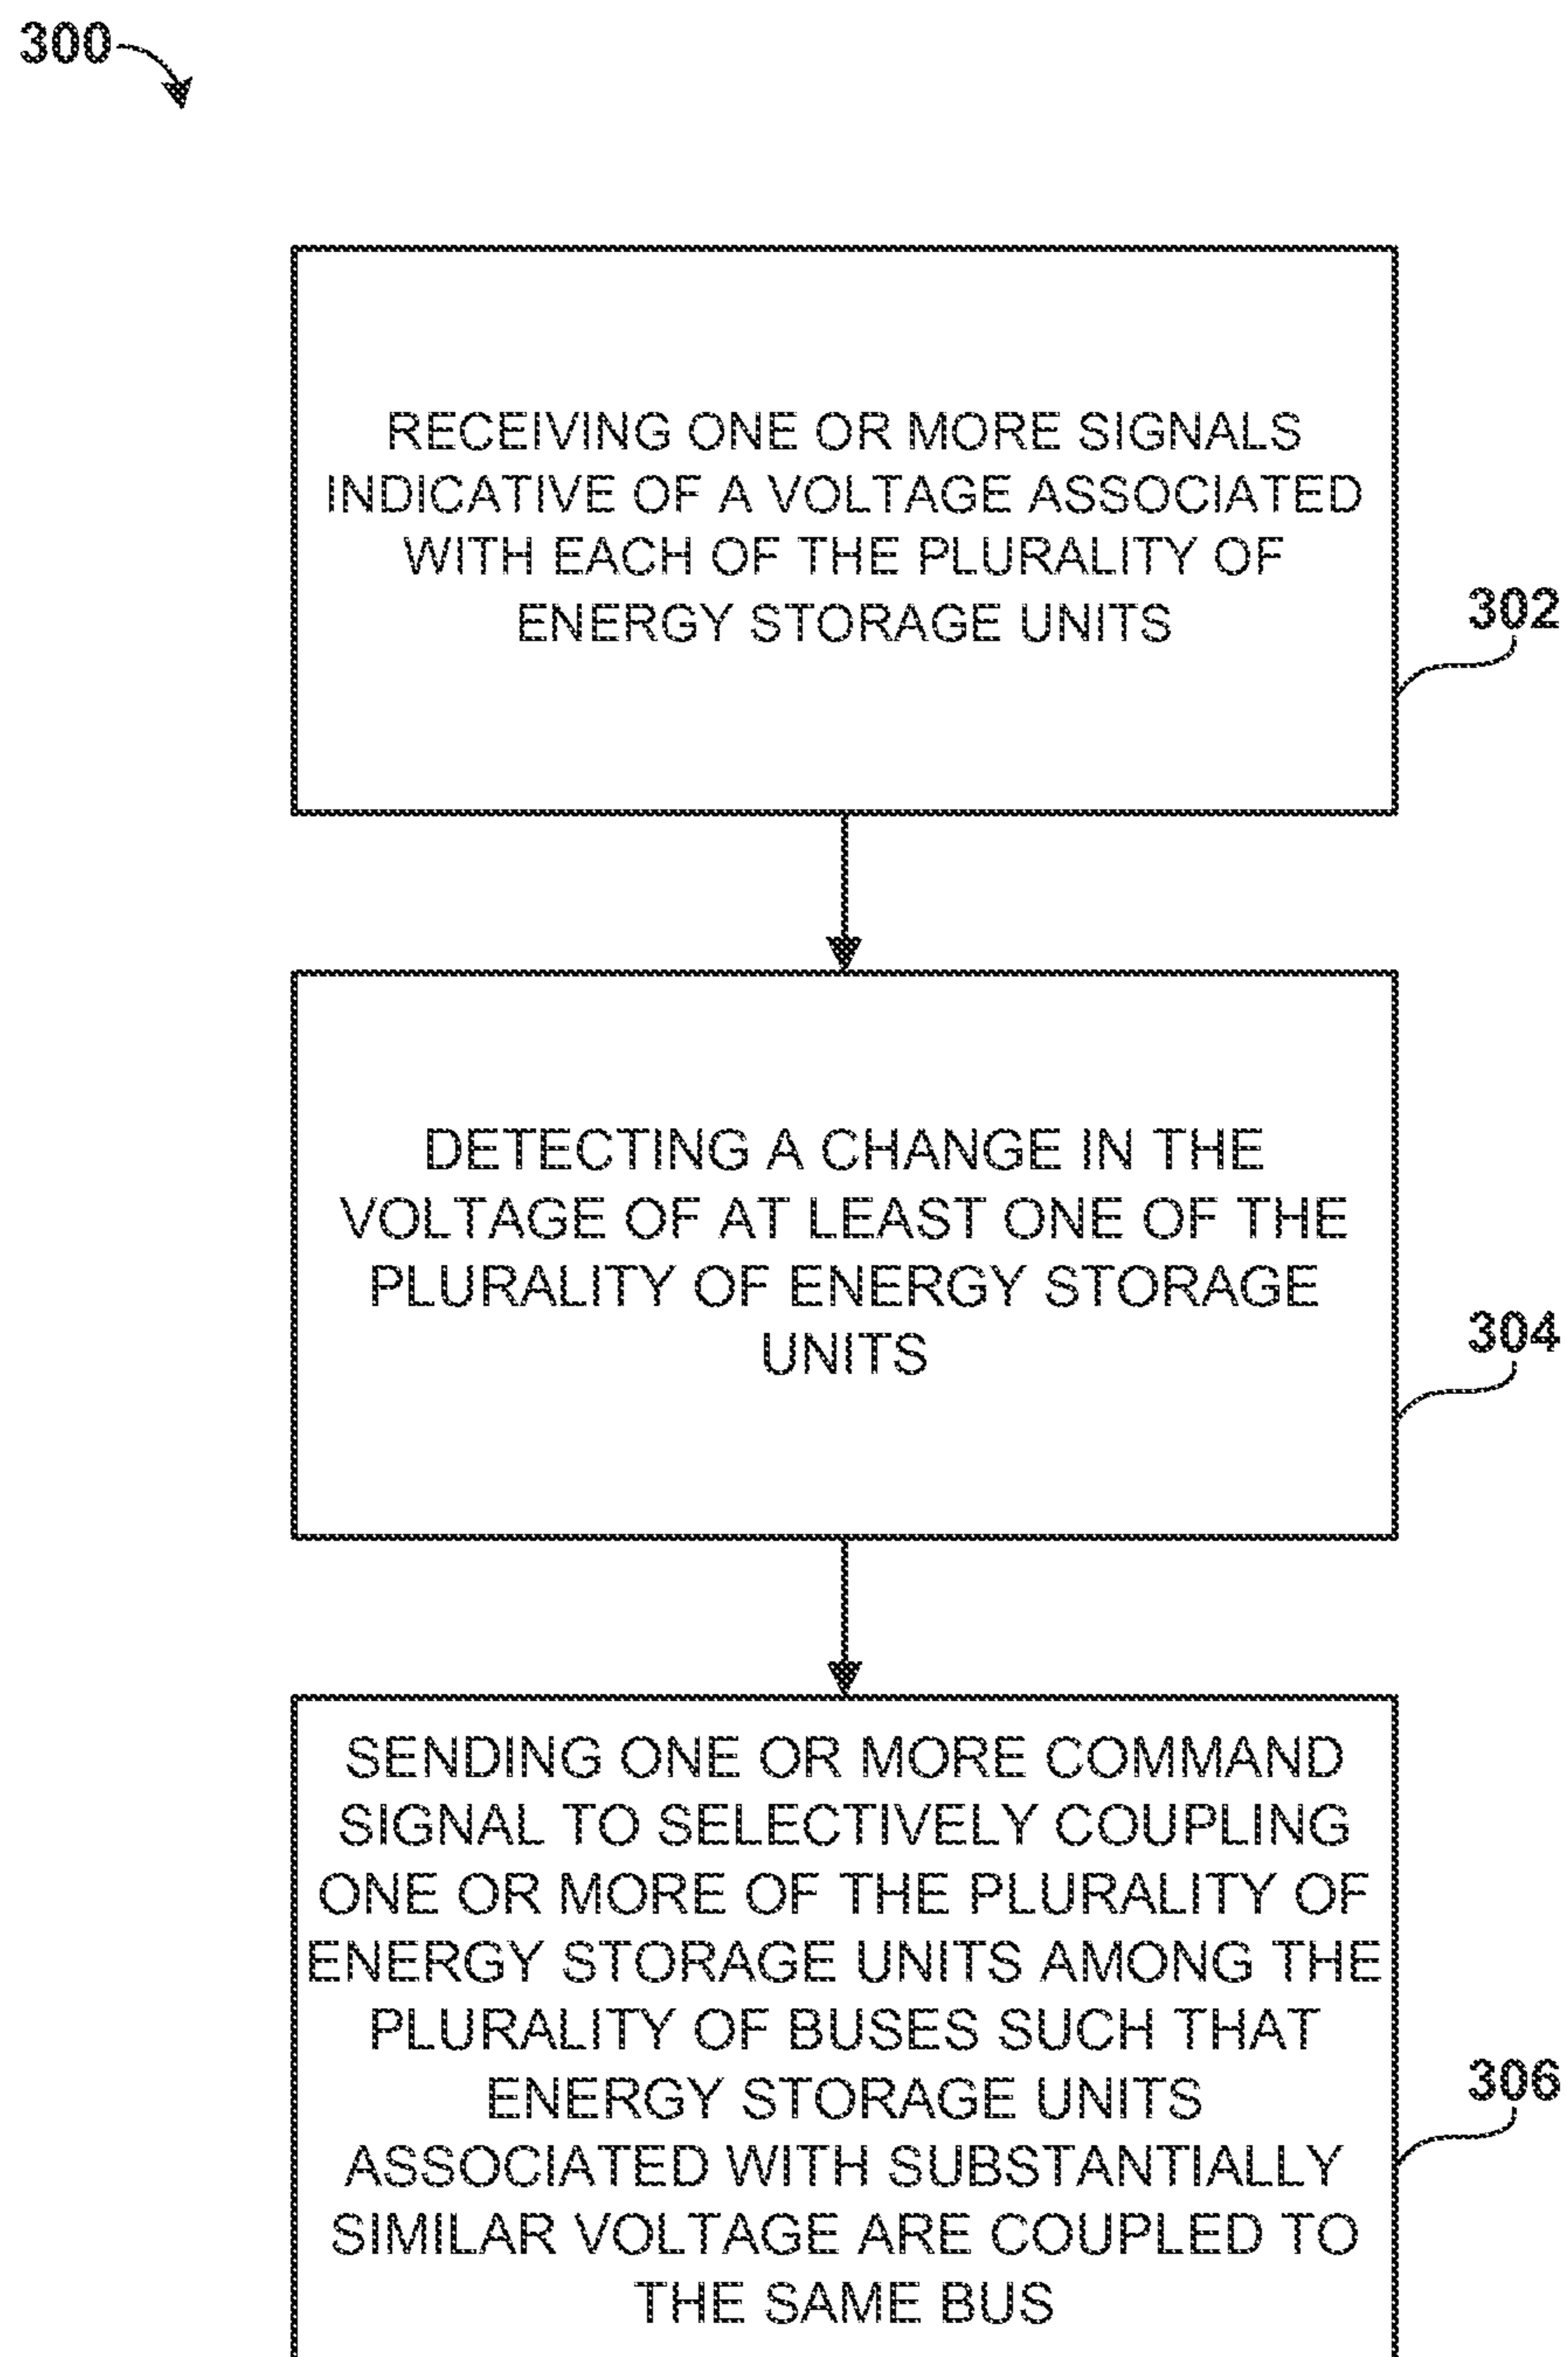 300
RECEIVING ONE OR MORE SIGNALS
INDICATIVE OF A VOLTAGE ASSOCIATED
WITH EACH OF THE PLURALITY OF
ENERGY STORAGE UNITS
302
DETECTING A CHANGE IN THE
VOLTAGE OF AT LEAST ONE OF THE
PLURALITY OF ENERGY STORAGE
UNITS
304
SENDING ONE OR MORE COMMAND
SIGNAL TO SELECTIVELY COUPLING
ONE OR MORE OF THE PLURALITY OF
ENERGY STORAGE UNITS AMONG THE
PLURALITY OF BUSES SUCH THAT
ENERGY STORAGE UNITS
ASSOCIATED WITH SUBSTANTIALLY
SIMILAR VOLTAGE ARE COUPLED TO
THE SAME BUS
306